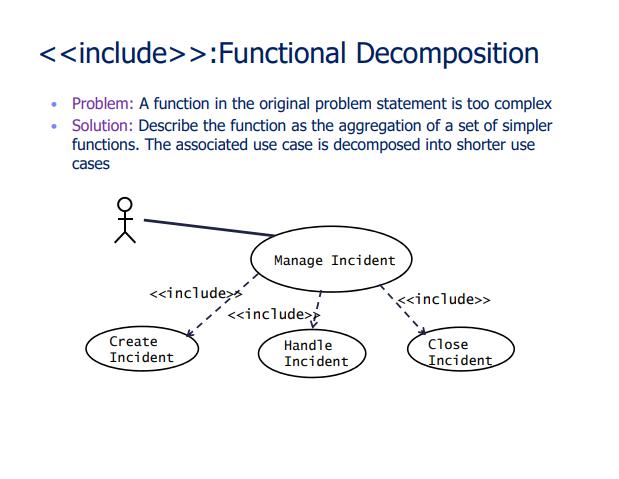 <<include>>:Functional Decomposition
• Problem: A function in the original problem statement is too complex
• Solution: Describe the function as the aggregation of a set of simpler
functions. The associated use case is decomposed into shorter use
cases
Manage Incident
<<include>>
<<include>>
<<include>>
Create
Incident
Handle
Incident
Close
Incident